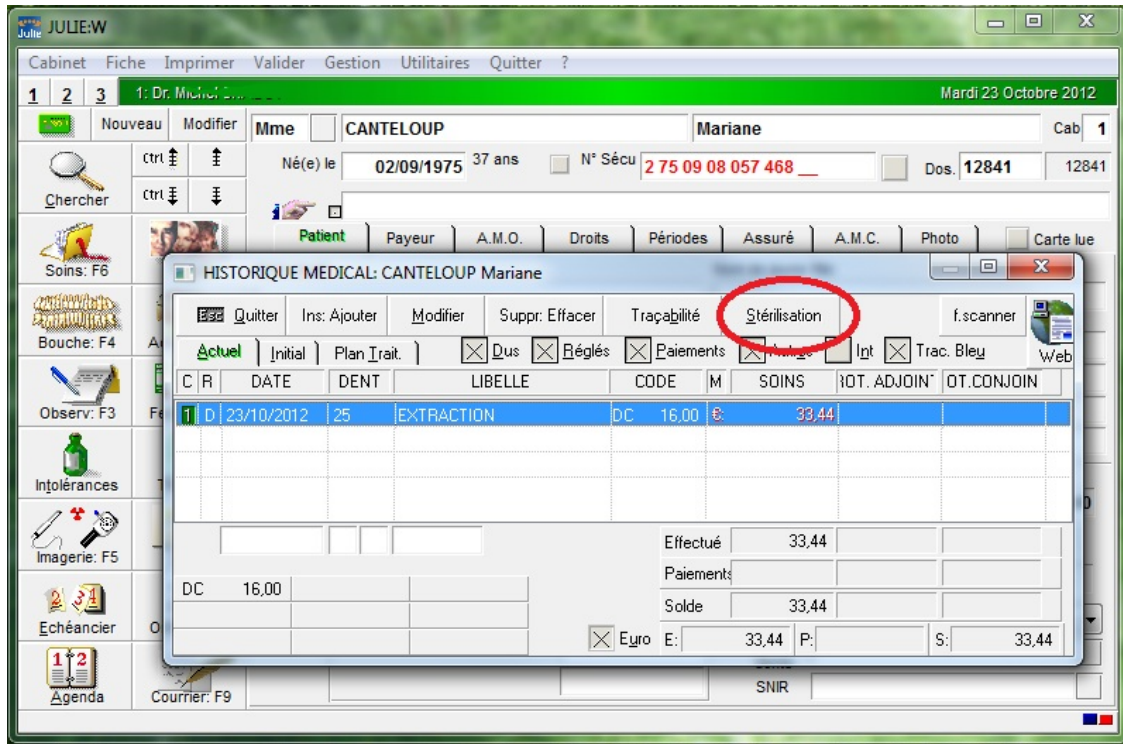 JULIE:W
Cabinet Fiche Imprimer Valider Gestion Utilitaires Quitter ?
1 2 3 1: Dr. Mardi 23 Octobre 2012
Nouveau Modifier Mme CANTELOUP Mariane Cab 1
Ctrl
Né(e) le 02/09/1975 37 ans N° Sécu 2 75 09 08 057 468 __ Dos. 12841 12841
Chercher Ctrl
Patient Payeur A.M.O. Droits Périodes Assuré A.M.C. Photo Carte lue
Soins: F6
HISTORIQUE MEDICAL: CANTELOUP Mariane
Esc Quitter Ins: Ajouter Modifier Suppr: Effacer Traçabilité Stérilisation f.scanner
Bouche: F4
Actuel Initial Plan Trait. Dus Réglés Paiements Int Trac. Bleu Web
C R DATE DENT LIBELLE CODE M SOINS OT.CONJOIN
Observ: F3
1 D 23/10/2012 25 EXTRACTION DC 16,00 €: 33,44
Intolérances
Imagerie: F5
Effectué 33,44
Paiements
DC 16,00
Solde 33,44
Echéancier
Euro E: 33,44 P: S: 33,44
Agenda Courrier: F9
SNIR